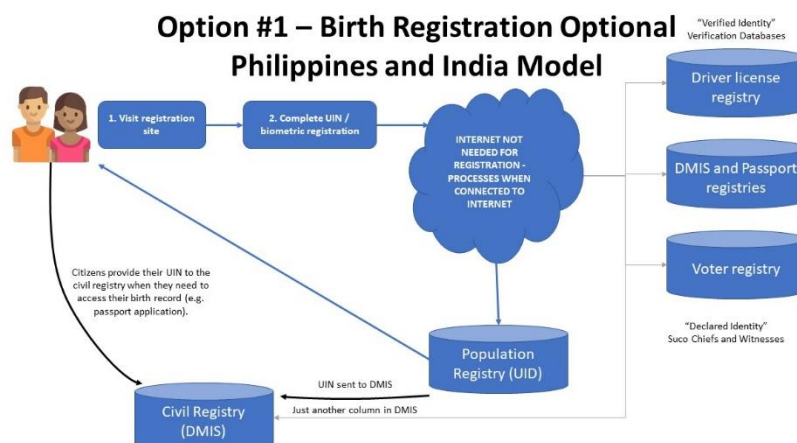 Option #1 – Birth Registration Optional
Philippines and India Model
"Verified Identity"
Verification Databases
Driver license
registry
1. Visit registration
site
2. Complete UIN /
biometric registration
INTERNET NOT
NEEDED FOR
REGISTRATION -
PROCESSES WHEN
CONNECTED TO
INTERNET
DMIS and Passport
registries
Voter registry
Citizens provide their UIN to the
civil registry when they need to
access their birth record (e.g.
passport application).
"Declared Identity"
Suco Chiefs and Witnesses
Population
Registry (UID)
UIN sent to DMIS
Just another column in DMIS
Civil Registry
(DMIS)